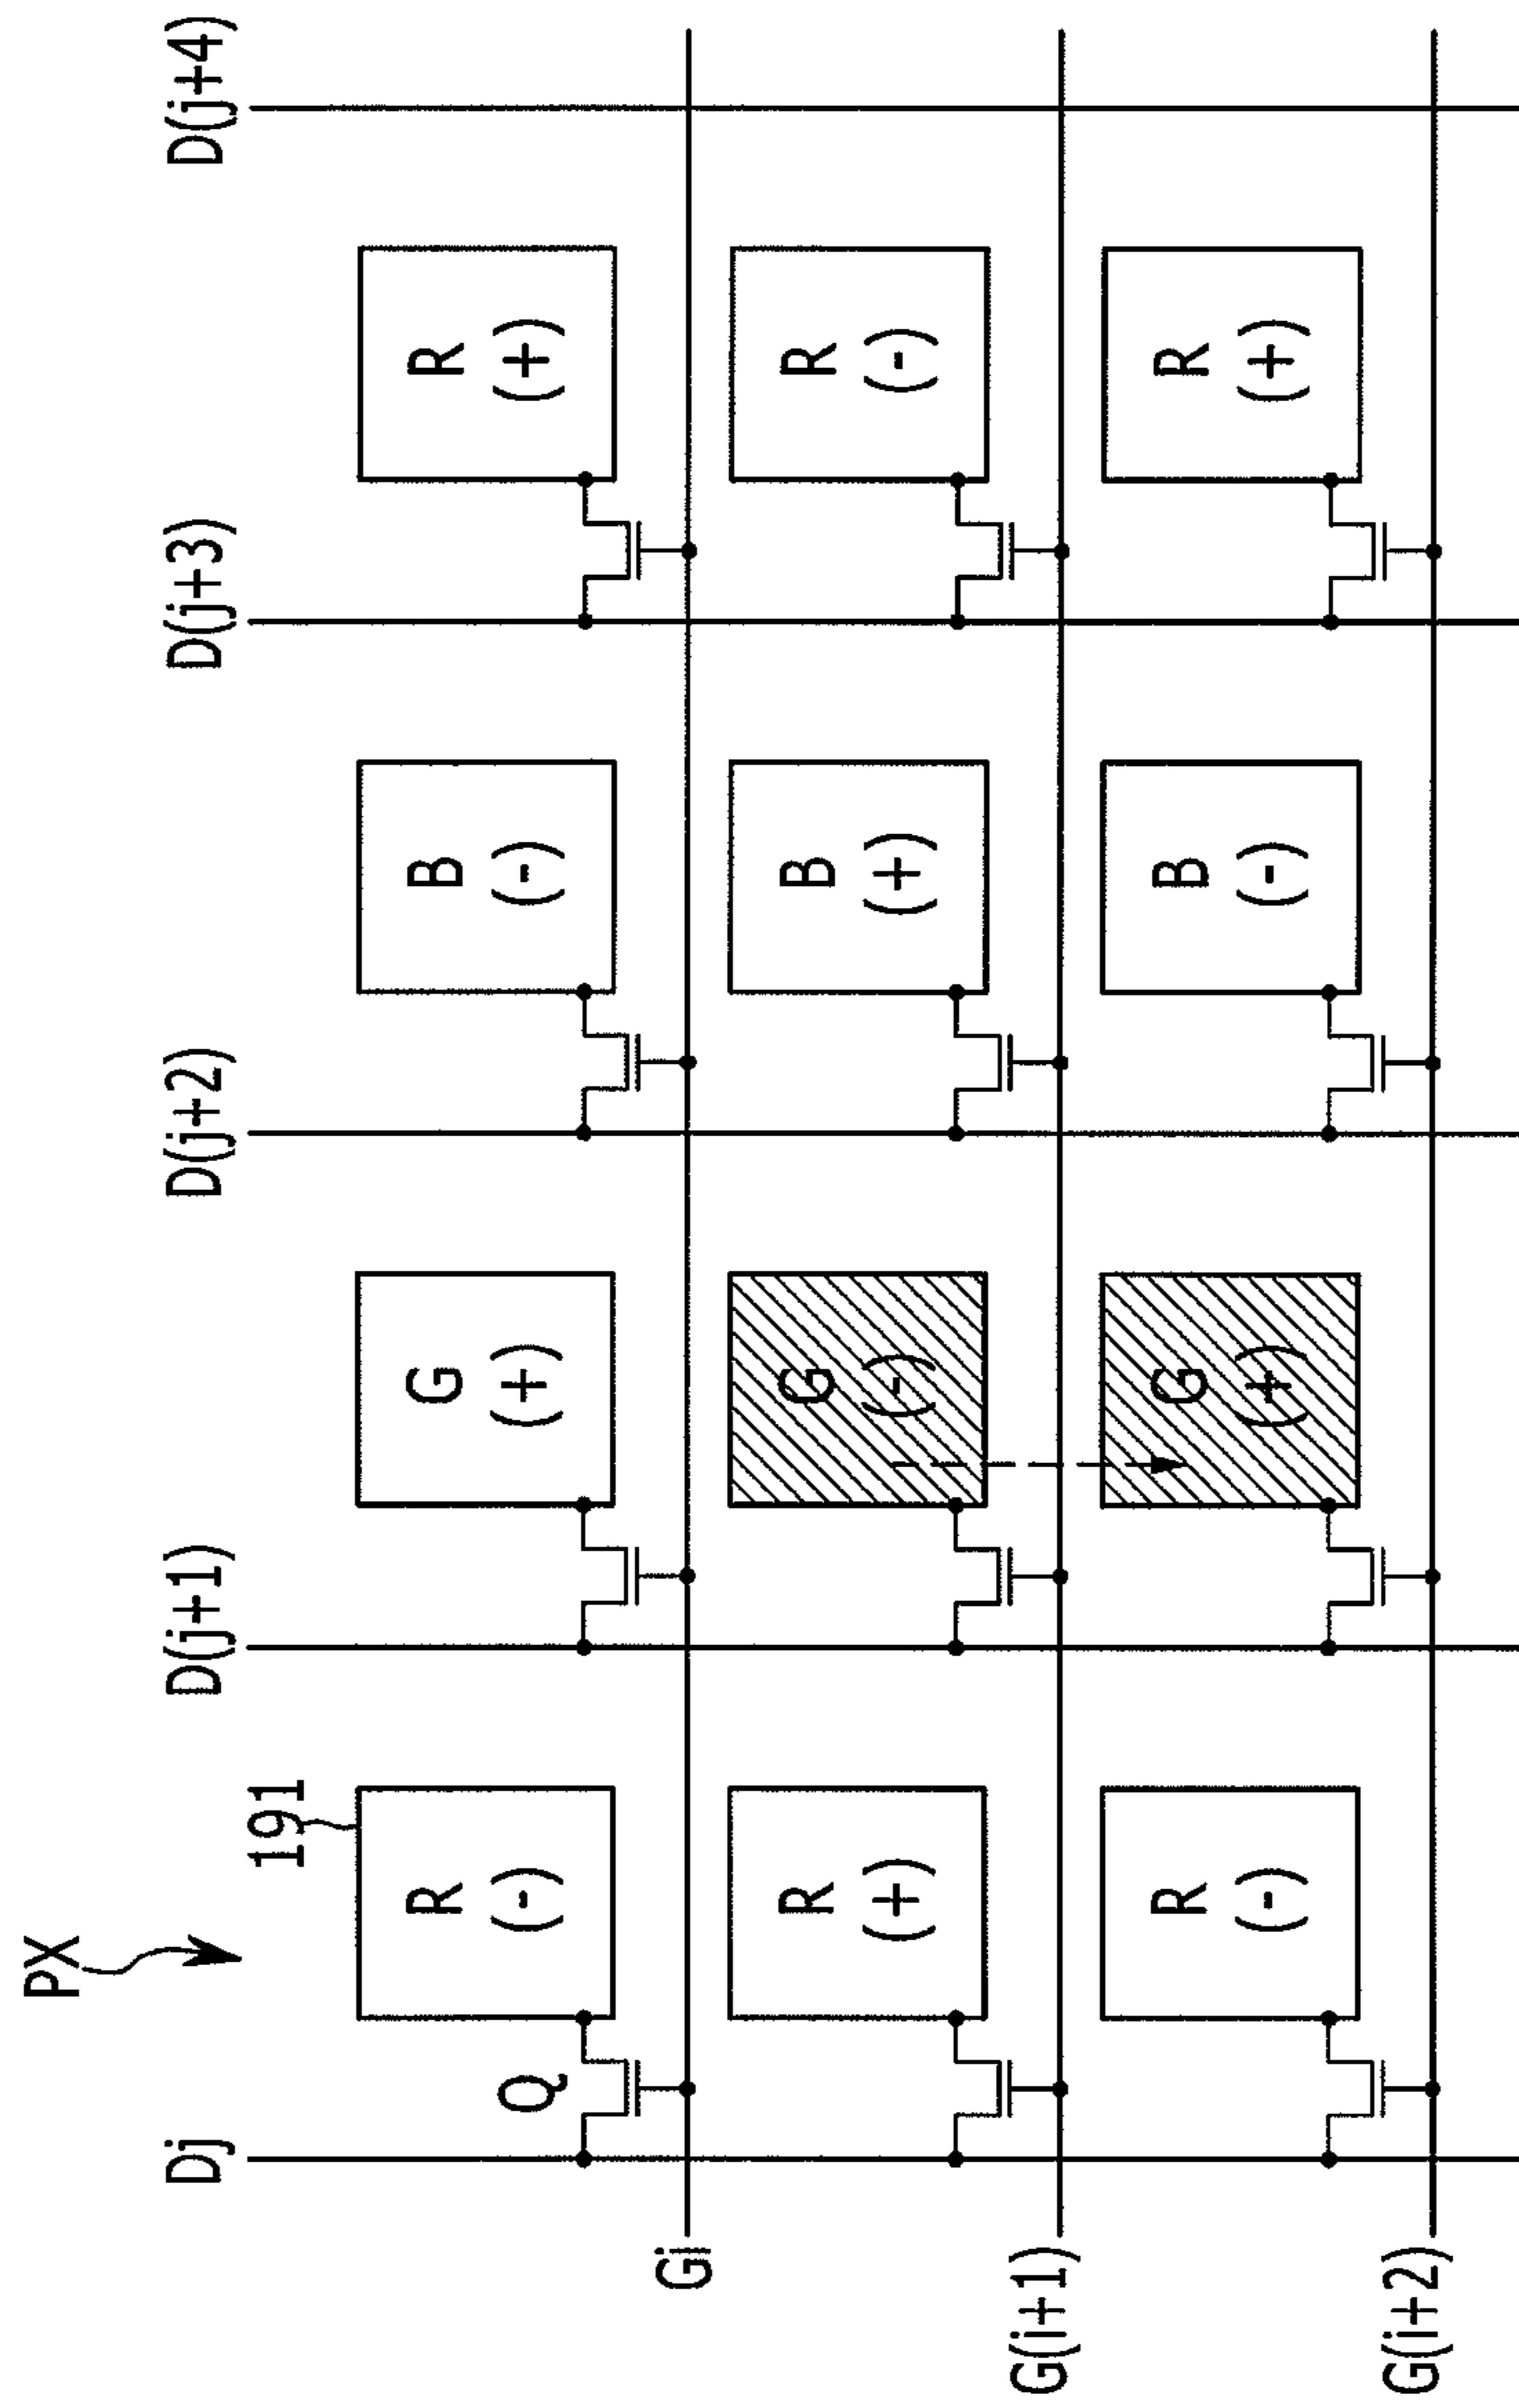 PX
Dj
D(j+1)
D(j+2)
D(j+3)
D(j+4)
191
R
(-)
G
(+)
B
(-)
R
(+)
Q
Gi
R
(+)
G
(-)
B
(+)
R
(-)
G(i+1)
R
(-)
G
(+)
B
(-)
R
(+)
G(i+2)